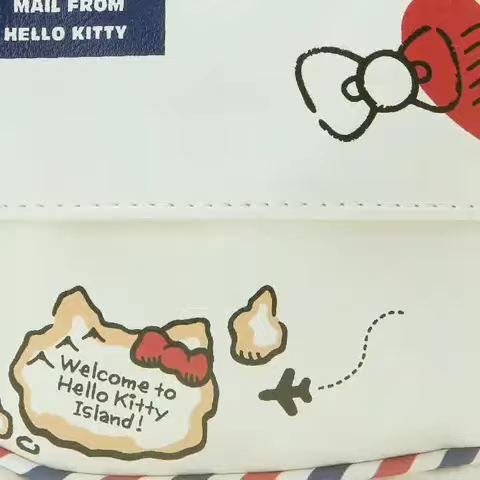 MAIL FROM
HELLO KITTY
Welcome to
Hello Kitty
Island!